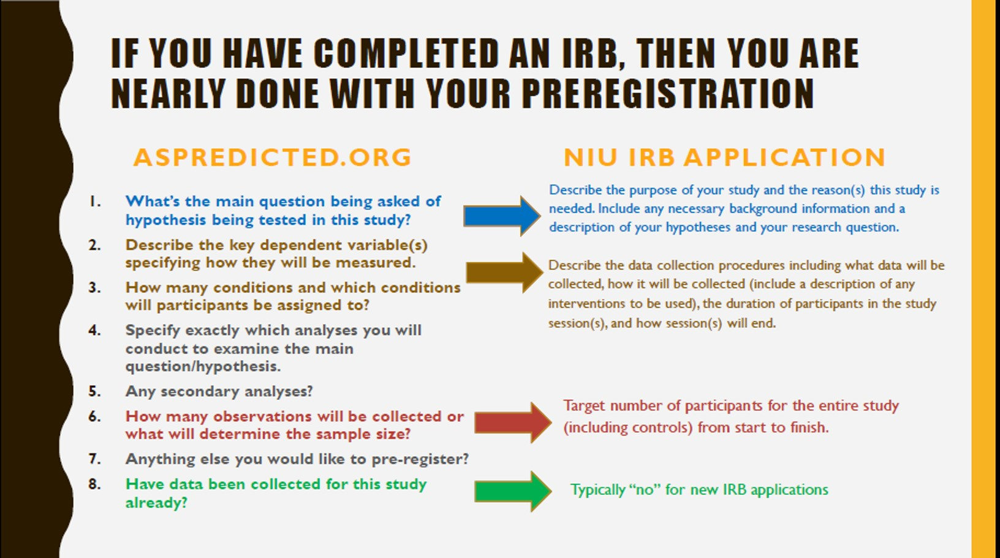 IF YOU HAVE COMPLETED AN IRB, THEN YOU ARE
NEARLY DONE WITH YOUR PREREGISTRATION
ASPREDICTED.ORG
1. What's the main question being asked of
hypothesis being tested in this study?
2. Describe the key dependent variable(s)
specifying how they will be measured.
3. How many conditions and which conditions
will participants be assigned to?
4. Specify exactly which analyses you will
conduct to examine the main
question/hypothesis.
5. Any secondary analyses?
6. How many observations will be collected or
what will determine the sample size?
7. Anything else you would like to pre-register?
8. Have data been collected for this study
already?
NIU IRB APPLICATION
Describe the purpose of your study and the reason(s) this study is
needed. Include any necessary background information and a
description of your hypotheses and your research question.
Describe the data collection procedures including what data will be
collected, how it will be collected (include a description of any
interventions to be used), the duration of participants in the study
session(s), and how session(s) will end.
Target number of participants for the entire study
(including controls) from start to finish.
Typically “no” for new IRB applications